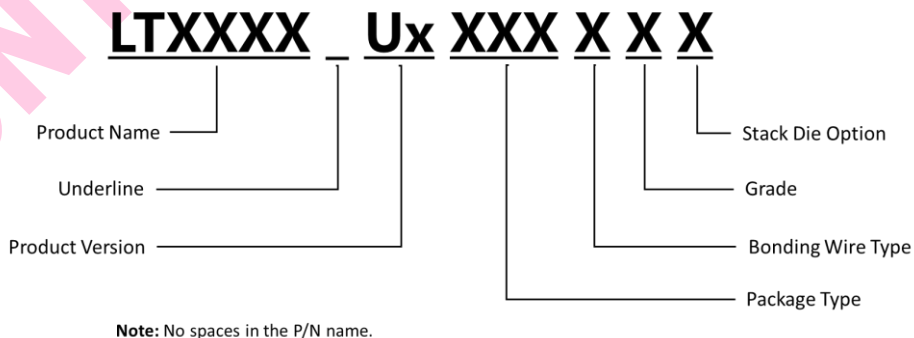 LTXXXX _ Ux XXX X X X
Product Name
Stack Die Option
Underline
Grade
Product Version
Bonding Wire Type
Package Type
Note: No spaces in the P/N name.